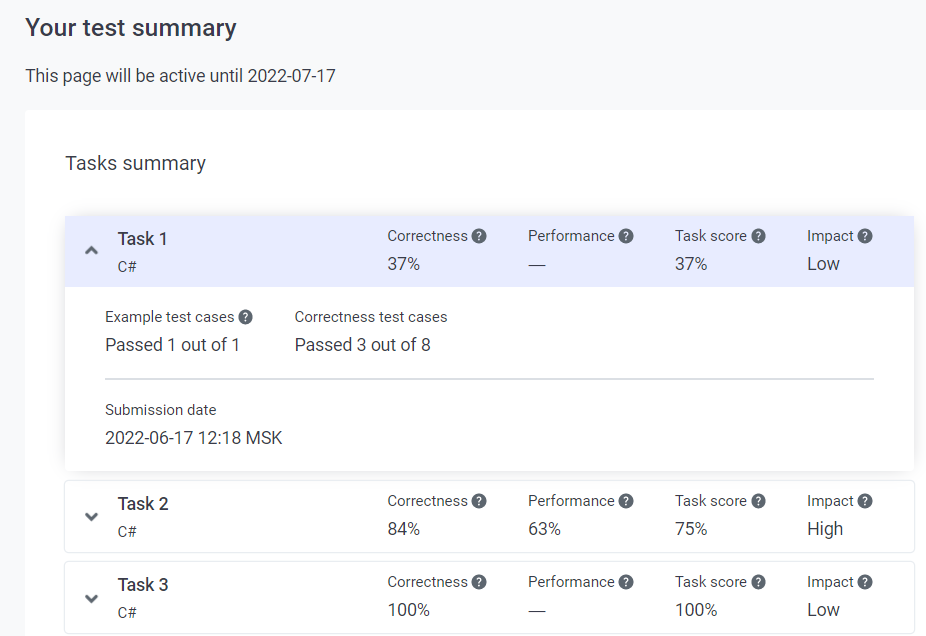 Your test summary
This page will be active until 2022-07-17
Tasks summary
Task 1 Correctness ? Performance ? Task score ? Impact ?
C# 37% — 37% Low
Example test cases ? Correctness test cases
Passed 1 out of 1 Passed 3 out of 8
Submission date
2022-06-17 12:18 MSK
Task 2 Correctness ? Performance ? Task score ? Impact ?
C# 84% 63% 75% High
Task 3 Correctness ? Performance ? Task score ? Impact ?
C# 100% — 100% Low